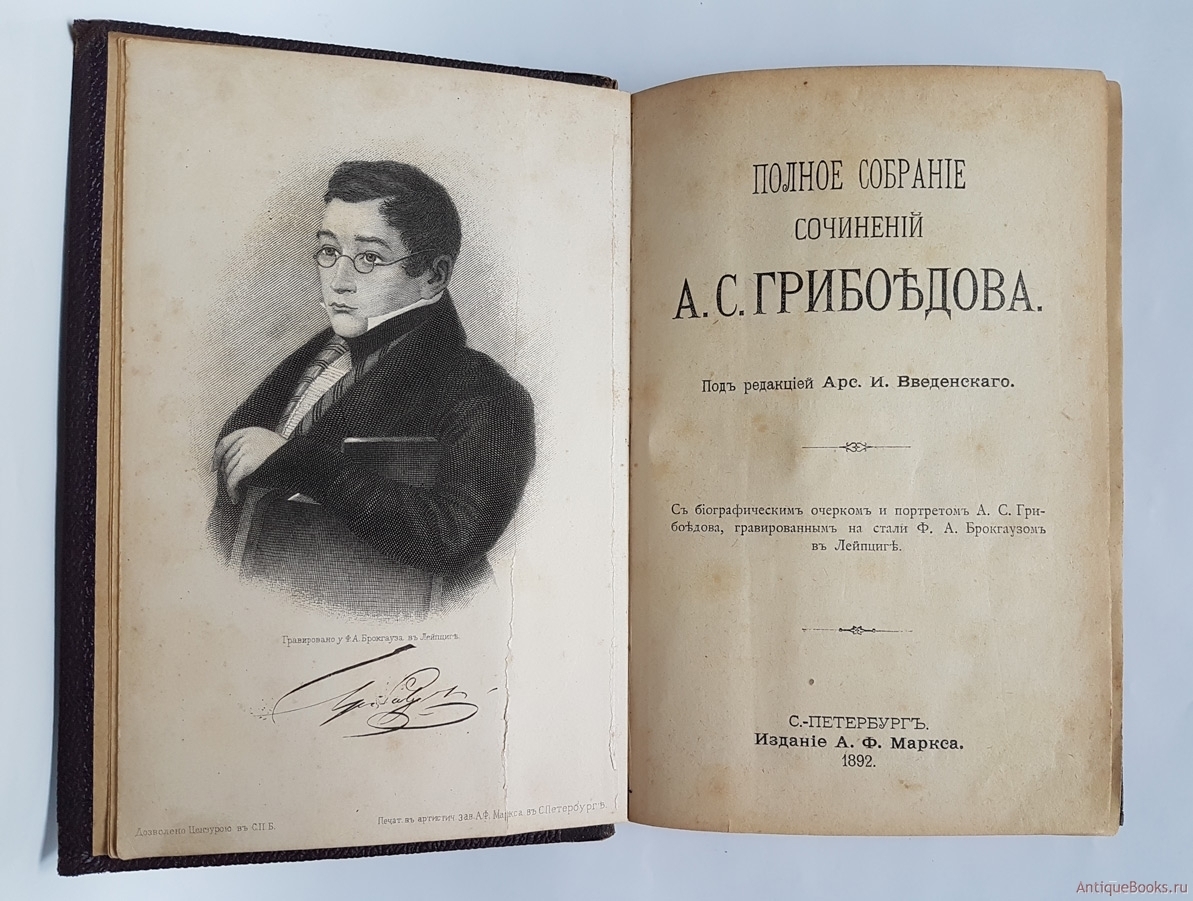 Гравировано у Ф. А. Брокгауза въ Лейпцигѣ.
Дозволено Цензурою въ С.П.Б.
Печат. въ артистич. зав. А.Ф. Маркса въ С.Петербургѣ.
ПОЛНОЕ СОБРАНІЕ
СОЧИНЕНІЙ
А. С. ГРИБОѢДОВА.
Подъ редакціей Арс. И. Введенскаго.
Съ біографическимъ очеркомъ и портретомъ А. С. Гри-
боѣдова, гравированнымъ на стали Ф. А. Брокгаузомъ
въ Лейпцигѣ.
С.-ПЕТЕРБУРГЪ.
Изданіе А. Ф. Маркса.
1892.
AntiqueBooks.ru